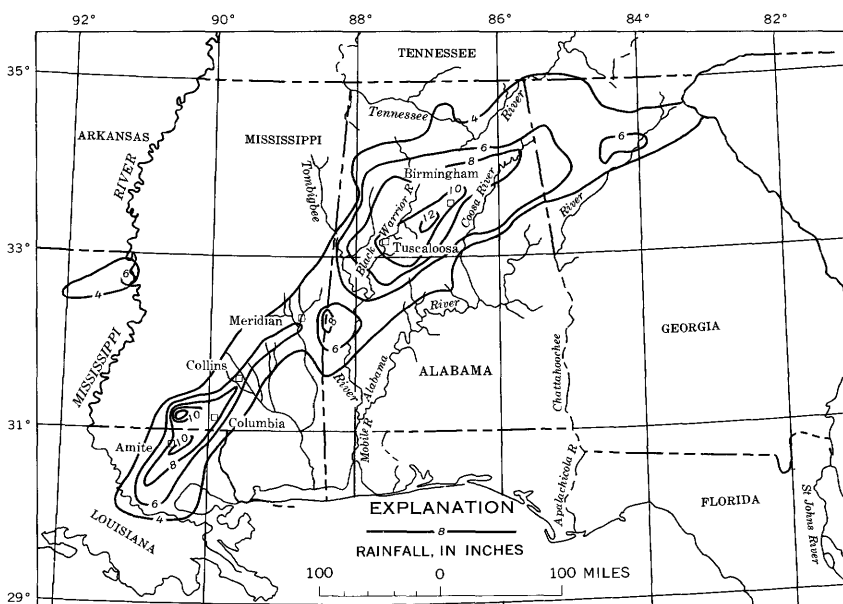 92°
90°
88°
86°
84°
82°
35°
TENNESSEE
Tennessee
River
4
ARKANSAS
MISSISSIPPI
RIVER
6
8
6
Tombigbee
Birmingham
10
Coosa River
Warrior R
12
River
33°
Tuscaloosa
Black
6
4
Meridian
8
6
River
GEORGIA
Collins
MISSISSIPPI
River
Alabama
ALABAMA
Chattahoochee
10
31°
Columbia
Amite
10
8
Mobile R
6
4
Apalachicola R
FLORIDA
St Johns River
LOUISIANA
EXPLANATION
8
RAINFALL, IN INCHES
100 0 100 MILES
29°